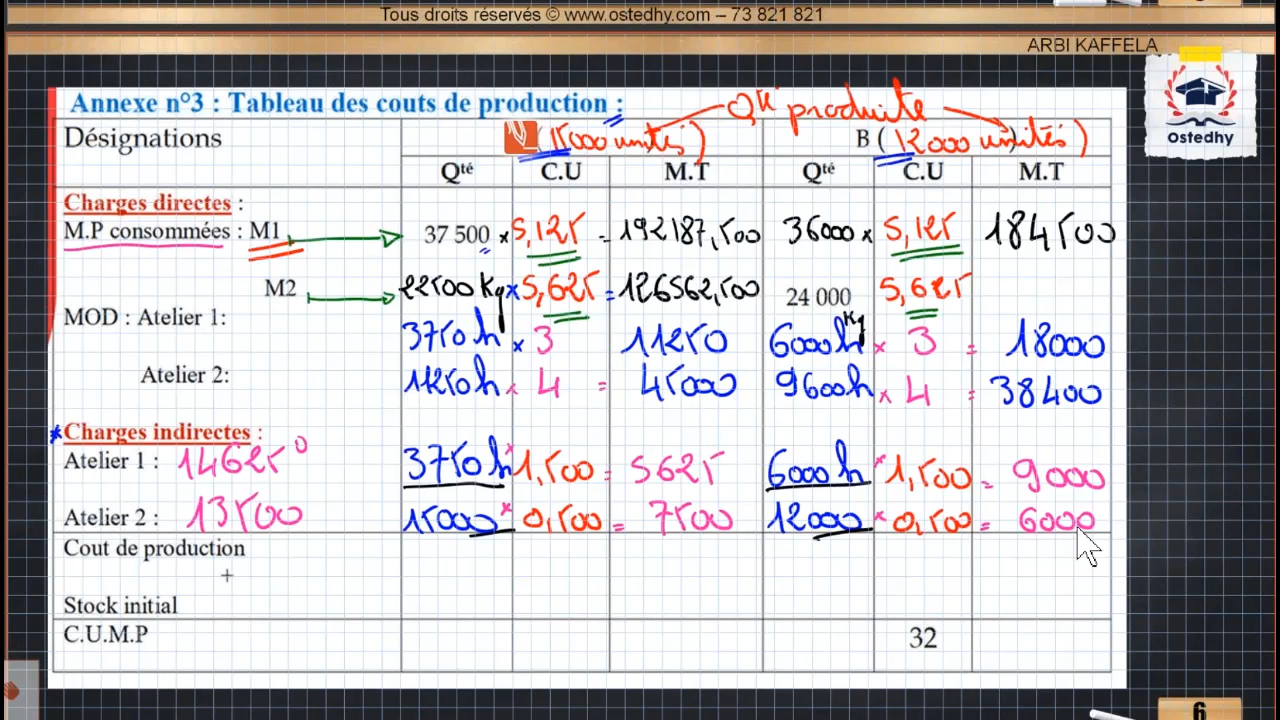 Tous droits réservés © www.ostedhy.com – 73 821 821
ARBI KAFFELA
Ostedhy
Annexe n°3 : Tableau des couts de production :
Qté produite
Désignations ( 15000 unités ) B ( 12000 unités )
Qté C.U M.T Qté C.U M.T
Charges directes :
M.P consommées : M1 37 500 × 5,125 = 192187,500 36000 × 5,125 184500
M2 22500 Kg × 5,625 = 126562,500 24 000 Kg 5,625
MOD : Atelier 1: 3750 h × 3 11250 6000h × 3 = 18000
Atelier 2: 11250 h × 4 = 45000 9600h × 4 = 38400
* Charges indirectes :
Atelier 1 : 14625 0 3750 h × 1,500 = 5625 6000 h × 1,500 = 9000
Atelier 2 : 13500 15000 × 0,500 = 7500 12000 × 0,500 = 6000
Cout de production
+
Stock initial
C.U.M.P 32
6